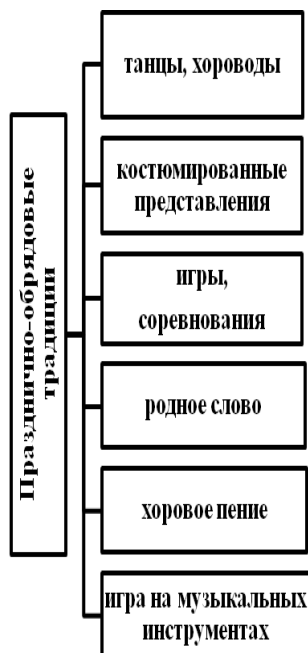 Празднично-обрядовые
традиции
танцы, хороводы
костюмированные
представления
игры,
соревнования
родное слово
хоровое пение
игра на музыкальных
инструментах